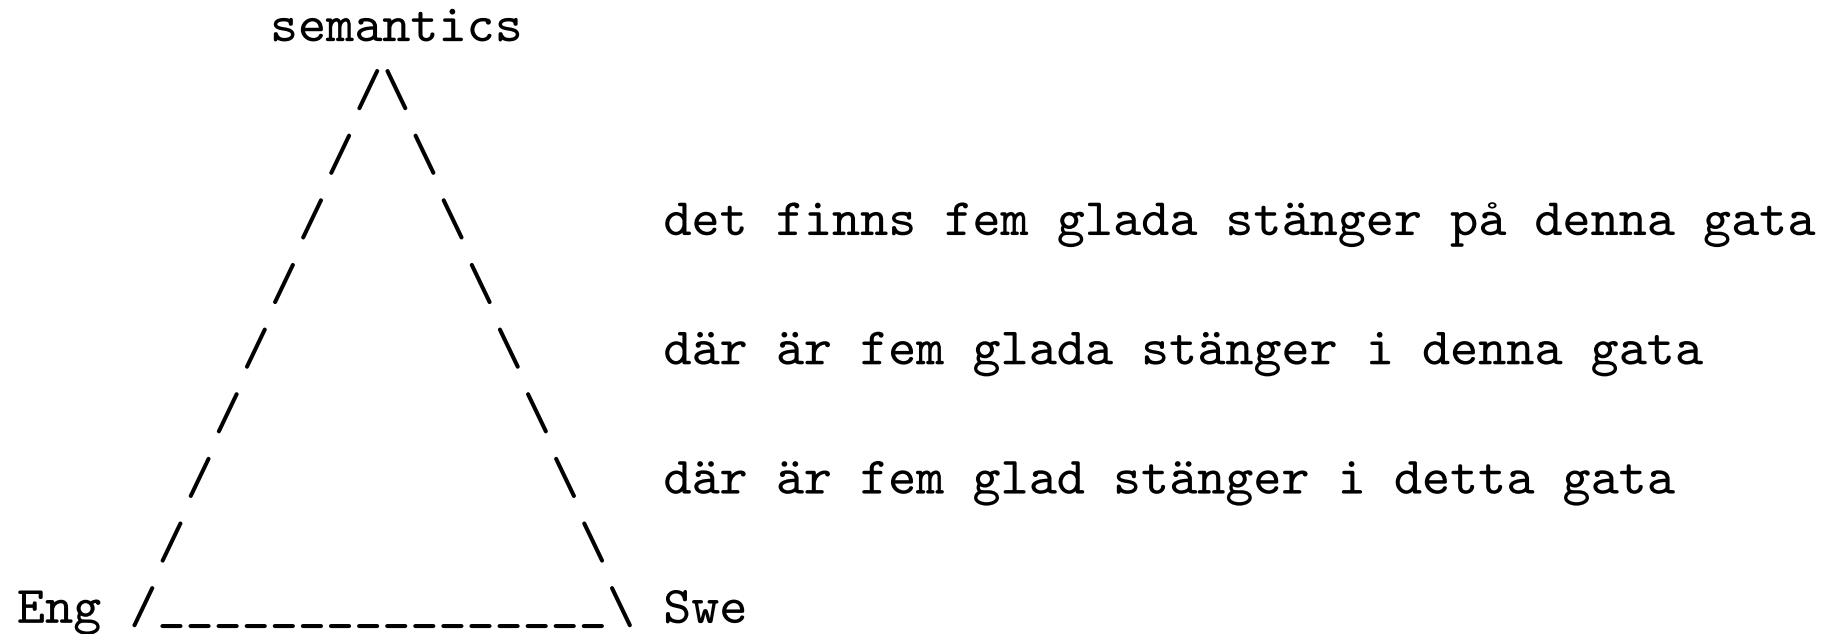 semantics
det finns fem glada stänger på denna gata
där är fem glada stänger i denna gata
där är fem glad stänger i detta gata
Eng /________________\ Swe